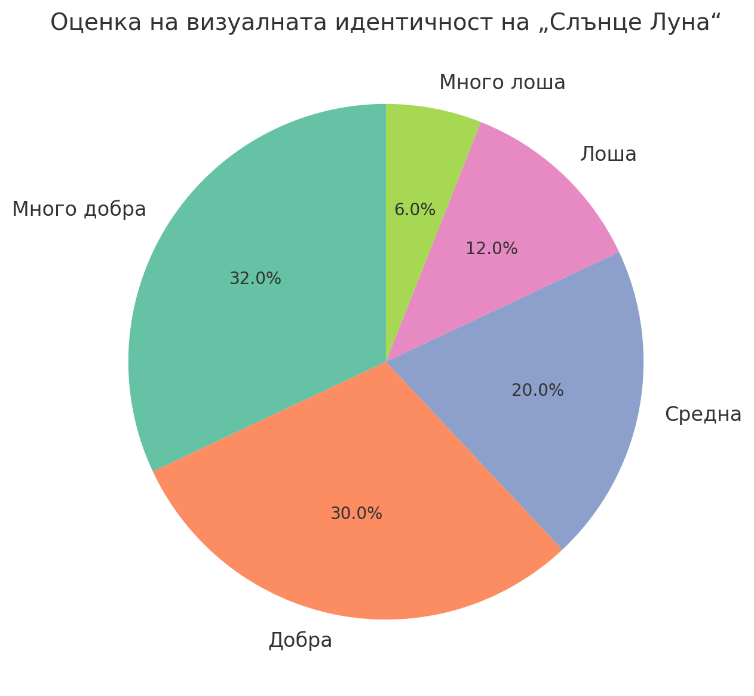 Оценка на визуалната идентичност на „Слънце Луна“
Много лоша
Лоша
Много добра
6.0%
12.0%
32.0%
20.0%
Средна
30.0%
Добра